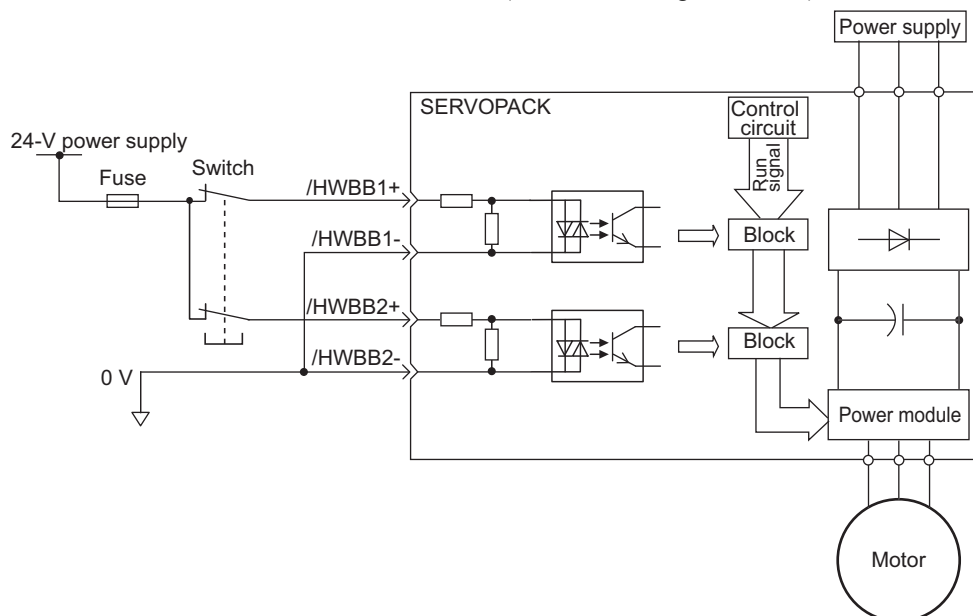 Power supply
SERVOPACK
Control
circuit
24-V power supply
Run
signal
Fuse
Switch
/HWBB1+
/HWBB1-
Block
/HWBB2+
Block
/HWBB2-
0 V
Power module
Motor